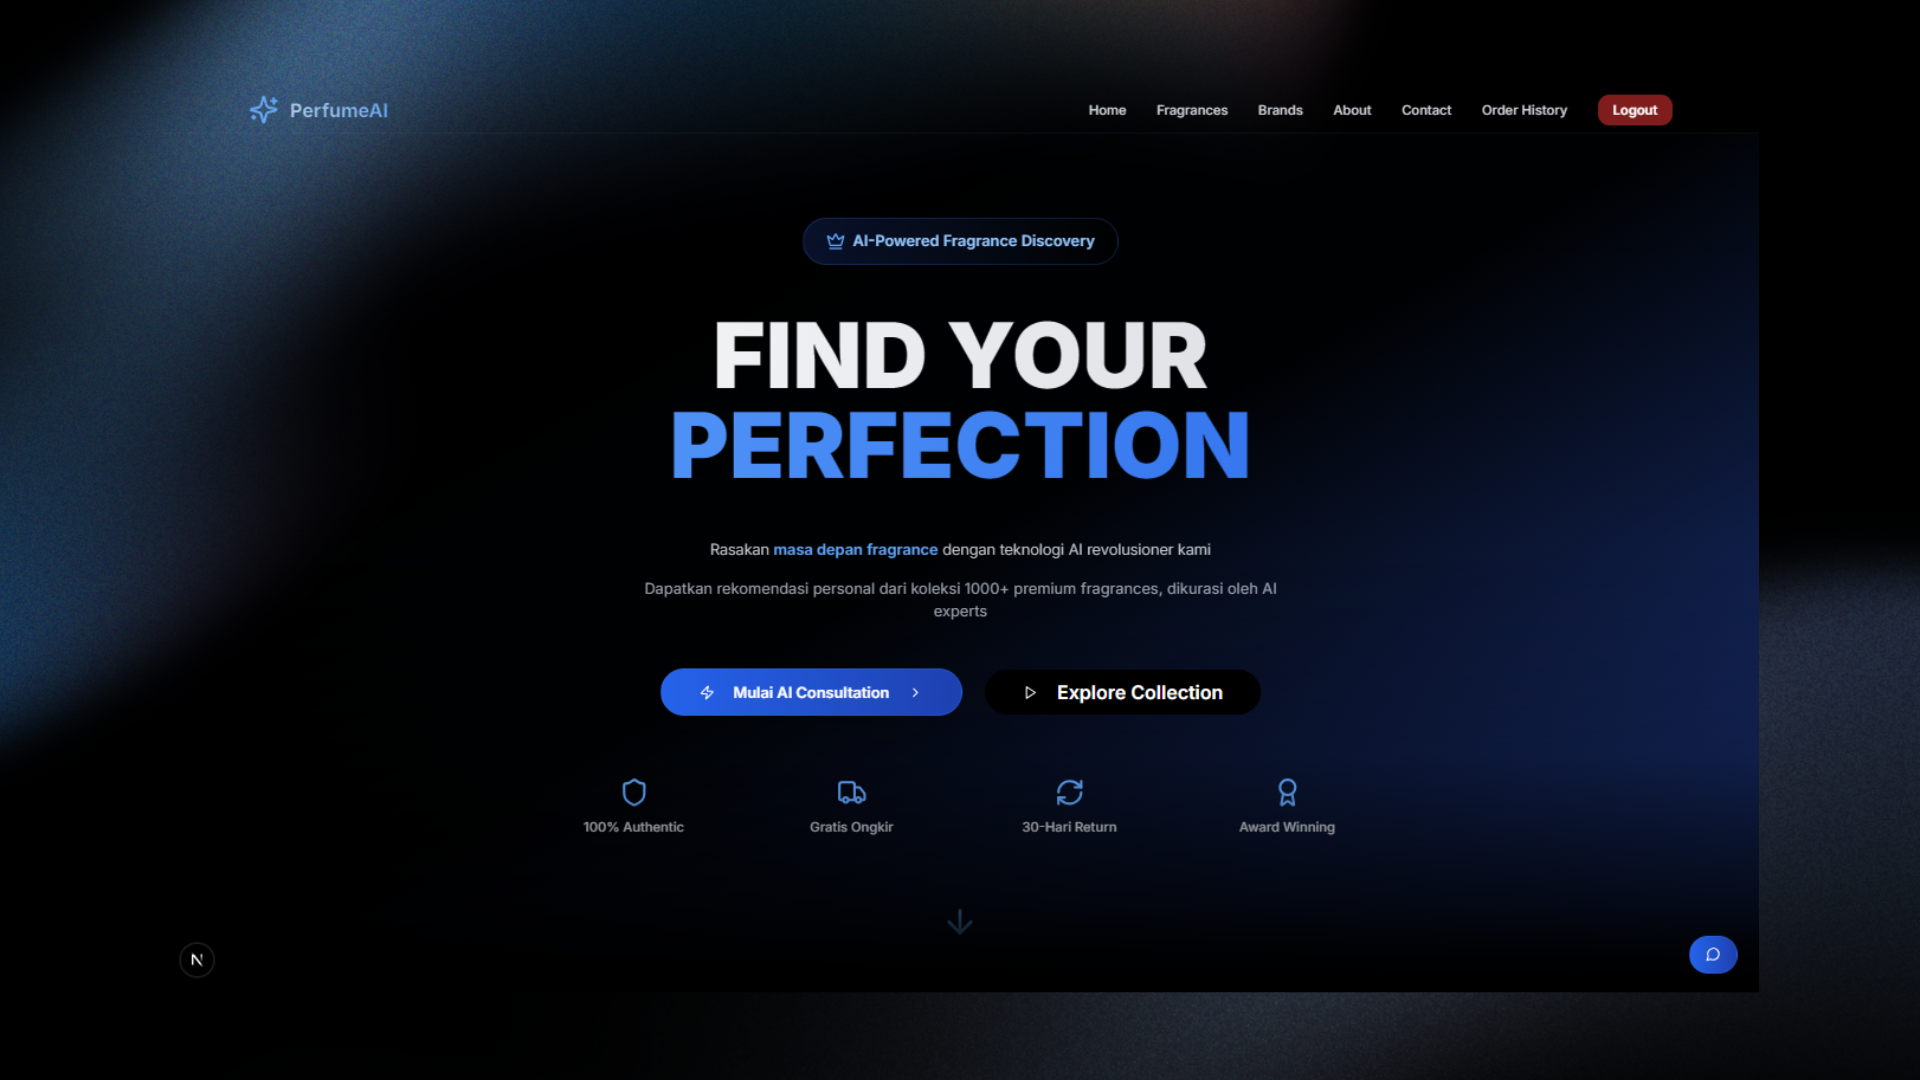 PerfumeAI
Home Fragrances Brands About Contact Order History Logout
AI-Powered Fragrance Discovery
FIND YOUR
PERFECTION
Rasakan masa depan fragrance dengan teknologi AI revolusioner kami
Dapatkan rekomendasi personal dari koleksi 1000+ premium fragrances, dikurasi oleh AI
experts
Mulai AI Consultation
Explore Collection
100% Authentic
Gratis Ongkir
30-Hari Return
Award Winning
N